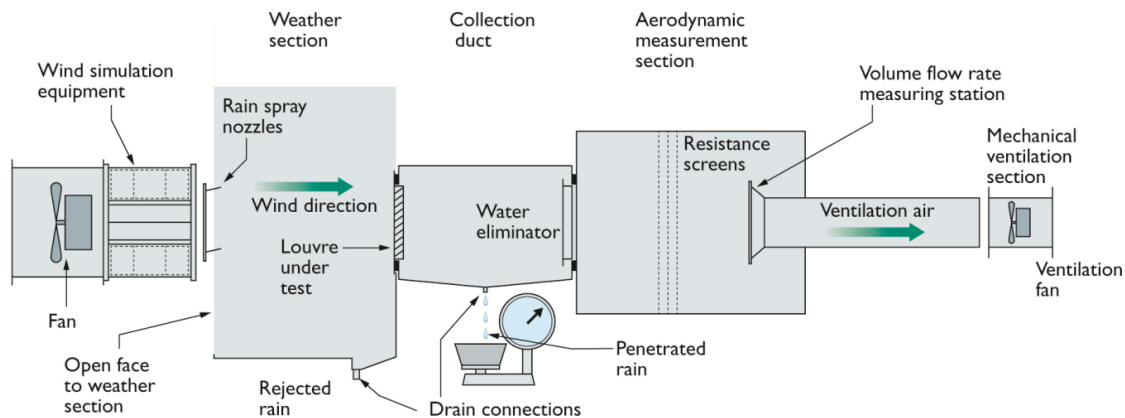 Weather
section
Collection
duct
Aerodynamic
measurement
section
Wind simulation
equipment
Rain spray
nozzles
Volume flow rate
measuring station
Resistance
screens
Mechanical
ventilation
section
Wind direction
Water
eliminator
Ventilation air
Louvre
under
test
Fan
Ventilation
fan
Open face
to weather
section
Rejected
rain
Drain connections
Penetrated
rain